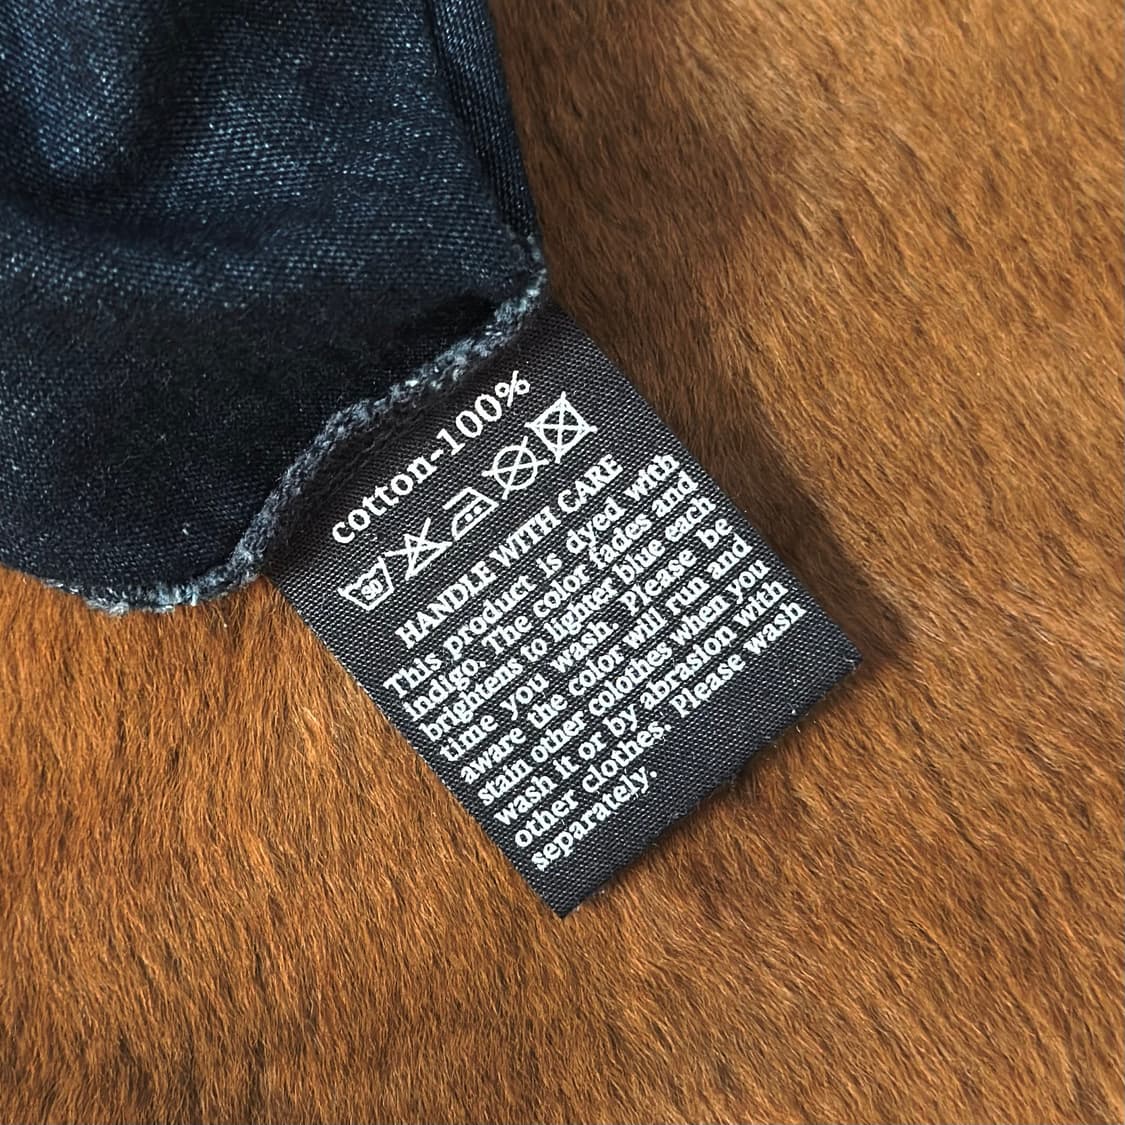 cotton-100%
30
HANDLE WITH CARE
This product is dyed with
indigo. The color fades and
brightens to lighter blue each
time you wash. Please be
aware the color will run and
stain other colothes when you
wash it or by abrasion with
other clothes. Please wash
separately.